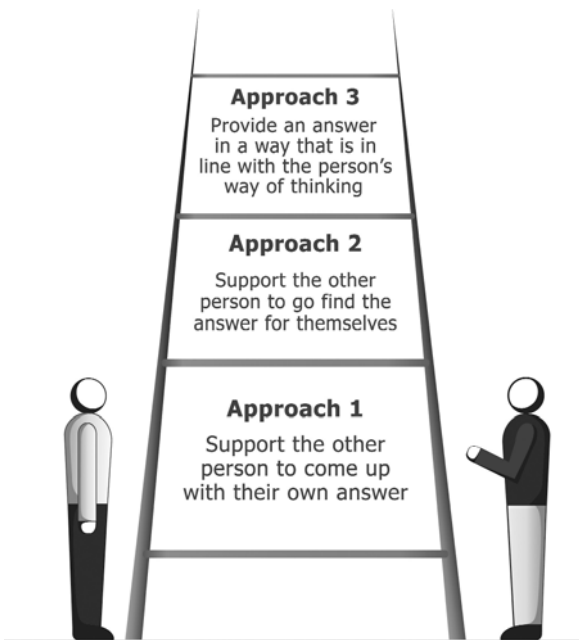 Approach 3
Provide an answer
in a way that is in
line with the person’s
way of thinking
Approach 2
Support the other
person to go find the
answer for themselves
Approach 1
Support the other
person to come up
with their own answer